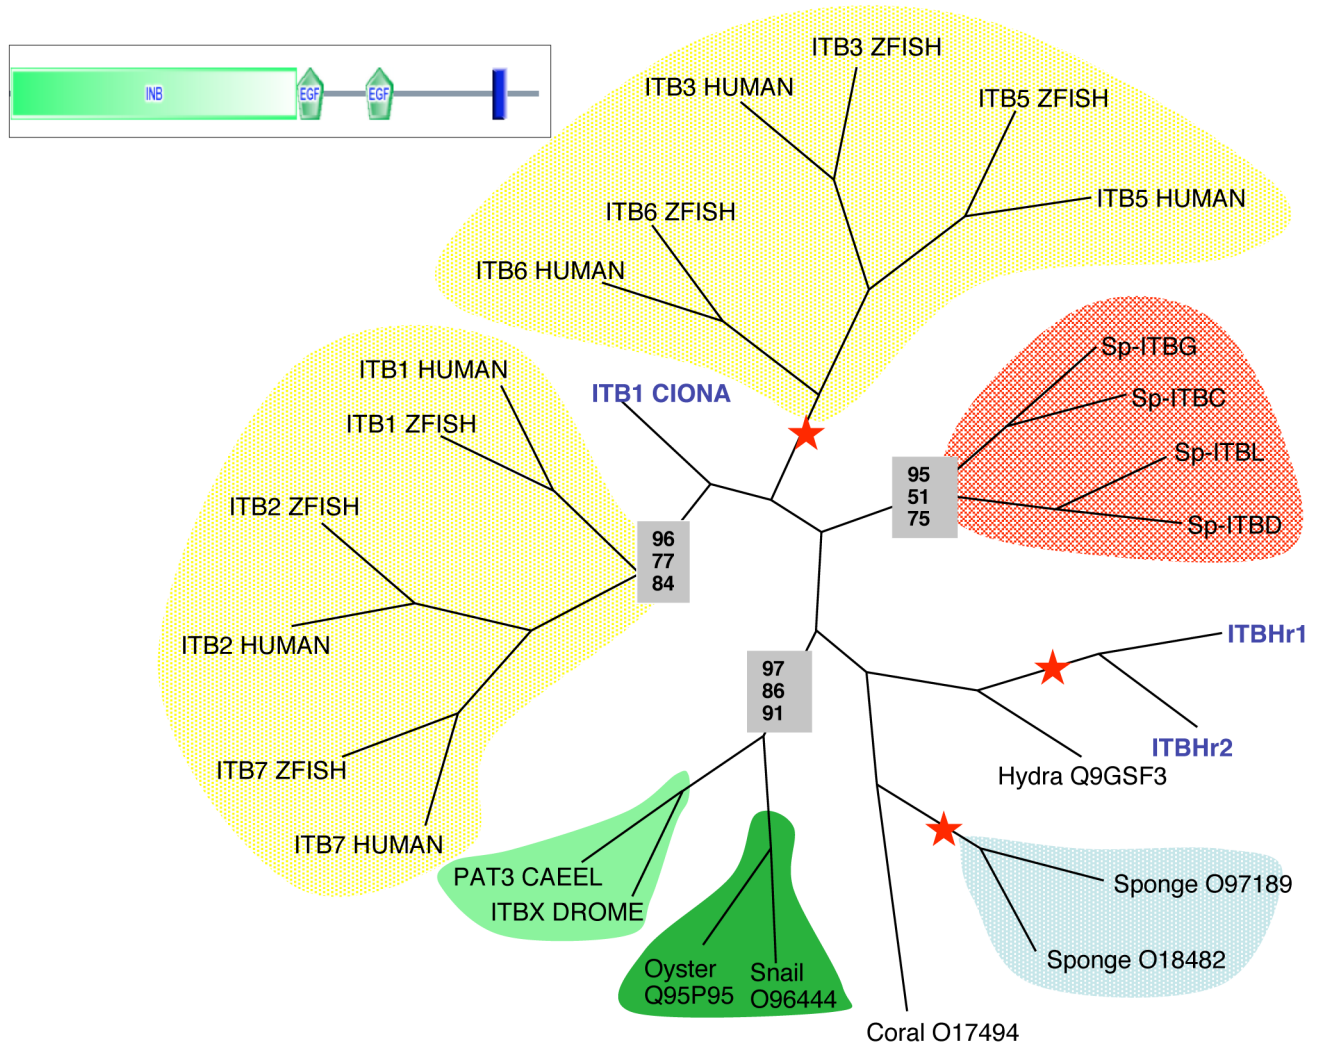 INB
EGF
EGF
ITB3 ZFISH
ITB3 HUMAN
ITB5 ZFISH
ITB5 HUMAN
ITB6 ZFISH
ITB6 HUMAN
ITB1 HUMAN
ITB1 CIONA
ITB1 ZFISH
Sp-ITBG
Sp-ITBC
Sp-ITBL
Sp-ITBD
95
51
75
ITB2 ZFISH
96
77
84
ITB2 HUMAN
ITBHr1
97
86
91
ITBHr2
Hydra Q9GSF3
ITB7 ZFISH
ITB7 HUMAN
PAT3 CAEEL
ITBX DROME
Sponge O97189
Sponge O18482
Oyster
Q95P95
Snail
O96444
Coral O17494